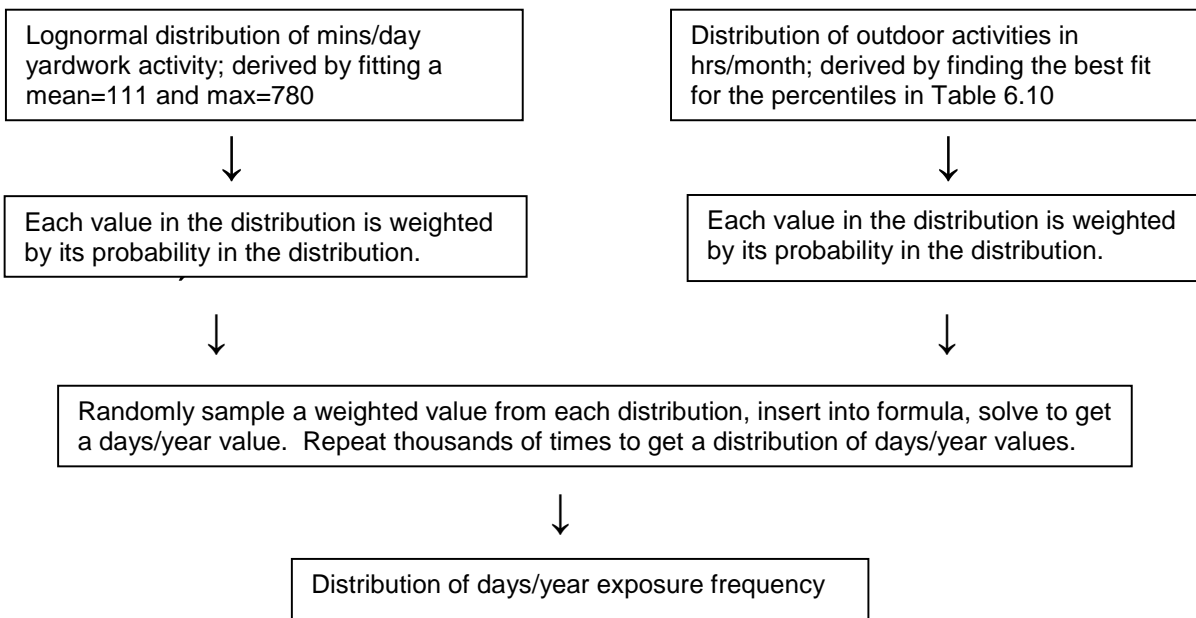 Lognormal distribution of mins/day
yardwork activity; derived by fitting a
mean=111 and max=780
Distribution of outdoor activities in
hrs/month; derived by finding the best fit
for the percentiles in Table 6.10
Each value in the distribution is weighted
by its probability in the distribution.
Each value in the distribution is weighted
by its probability in the distribution.
Randomly sample a weighted value from each distribution, insert into formula, solve to get
a days/year value.  Repeat thousands of times to get a distribution of days/year values.
Distribution of days/year exposure frequency